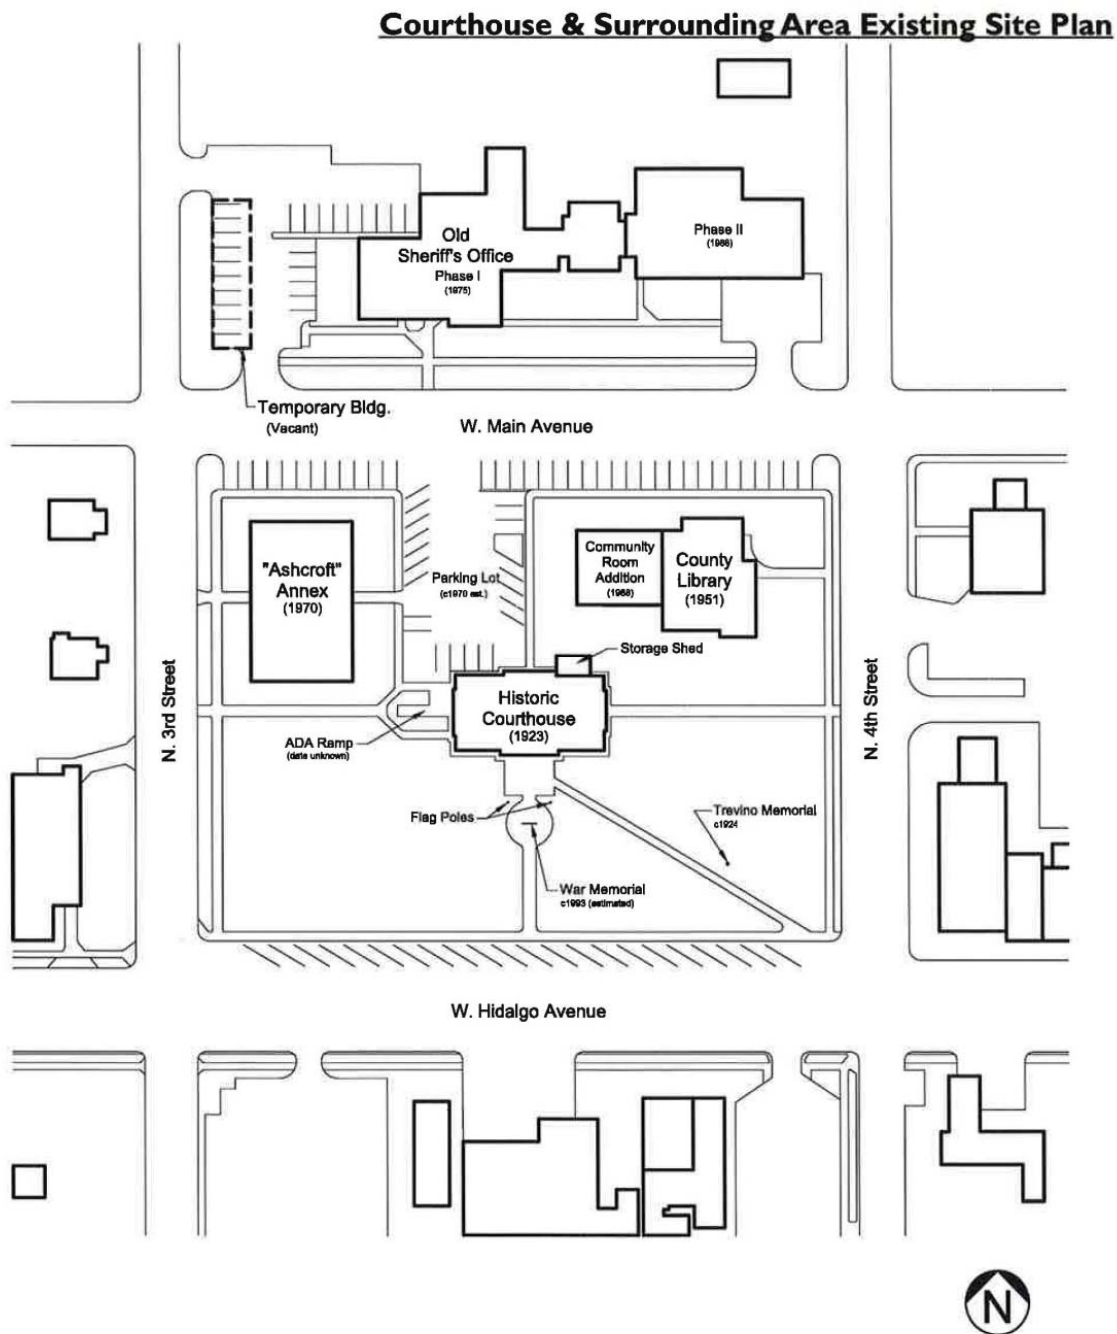 Courthouse & Surrounding Area Existing Site Plan
Old
Sheriff's Office
Phase I
(1975)
Phase II
Temporary Bldg.
(Vacant)
W. Main Avenue
"Ashcroft"
Annex
(1970)
Parking Lot
(c1970 est.)
Community
Room
Addition
(1968)
County
Library
(1951)
Storage Shed
Historic
Courthouse
(1923)
N. 3rd Street
N. 4th Street
ADA Ramp
(date unknown)
Flag Poles
Trevino Memorial
c1924
War Memorial
c1993 (estimated)
W. Hidalgo Avenue
N